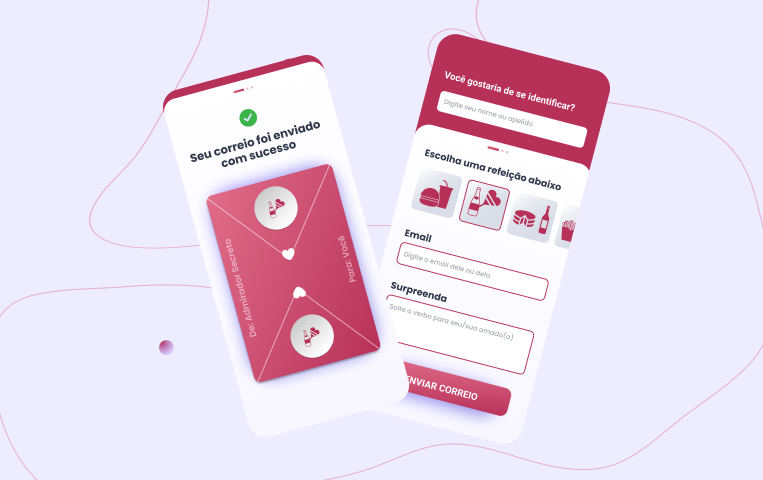 Seu correio foi enviado
com sucesso
De: Admirador Secreto
Para: Você
Você gostaria de se identificar?
Digite seu nome ou apelido
Escolha uma refeição abaixo
Email
Digite o email dele ou dela
Surpreenda
Solte o verbo para seu/sua amado(a)
ENVIAR CORREIO